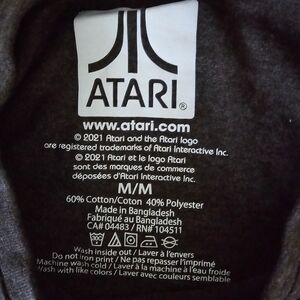 ATARI®
www.atari.com
© 2021 Atari and the Atari logo
are registered trademarks of Atari Interactive Inc.
© 2021 Atari et le logo Atari
sont des marques de commerce
déposées d'Atari Interactive Inc.
M/M
60% Cotton/Coton 40% Polyester
Made in Bangladesh
Fabriqué au Bangladesh
CA# 04483 / RN# 104511
Wash inside out / Laver à l'envers
Do not iron print / Ne pas repasser l'imprimé
Machine wash cold / Laver à la machine à l'eau froide
Wash with like colors / Laver avec couleurs semblable